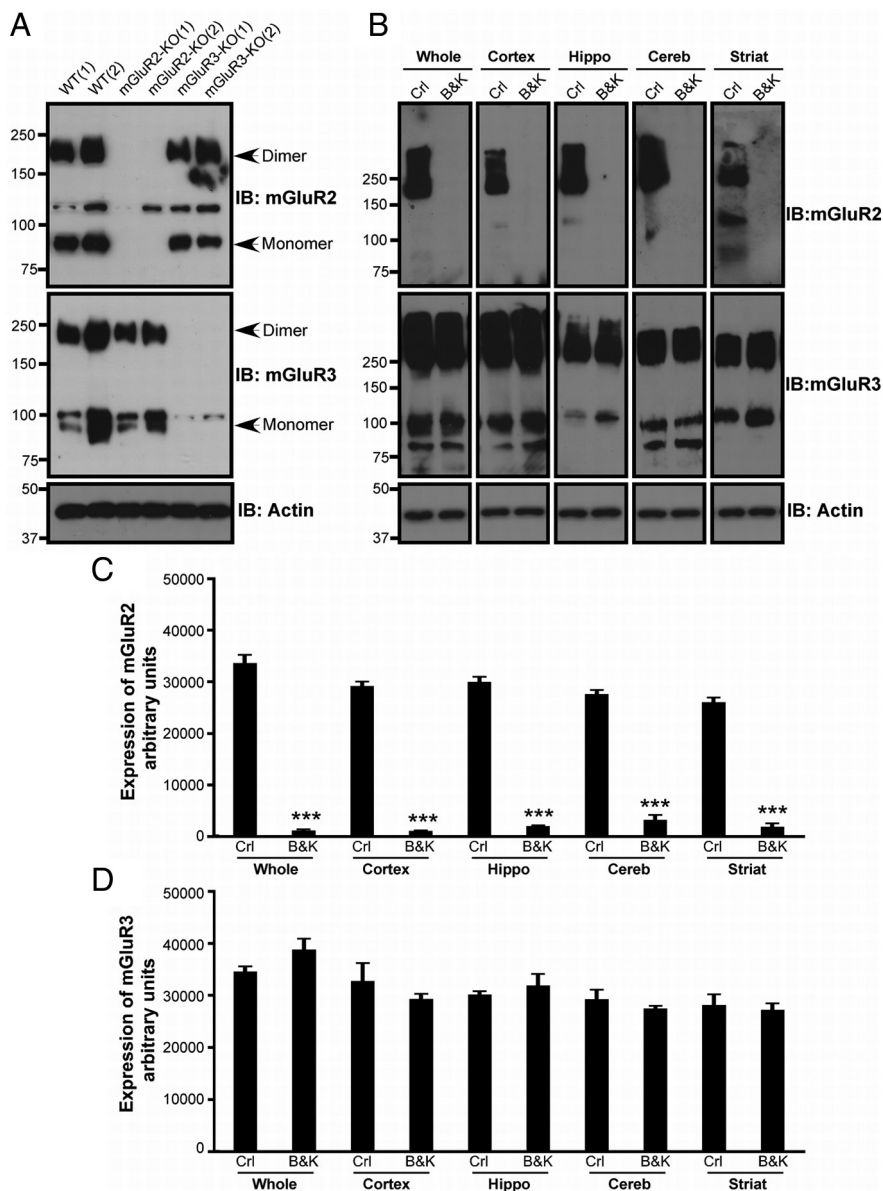 A
WT(1)
WT(2)
mGluR2-KO(1)
mGluR2-KO(2)
mGluR3-KO(1)
mGluR3-KO(2)
250
150
100
75
Dimer
IB: mGluR2
Monomer
250
150
100
75
Dimer
IB: mGluR3
Monomer
50
37
IB: Actin
B
Whole Cortex Hippo Cereb Striat
Crl B&K Crl B&K Crl B&K Crl B&K Crl B&K
250
150
100
75
IB:mGluR2
250
150
100
75
IB:mGluR3
50
37
IB: Actin
C
Expression of mGluR2
arbitrary units
50000
40000
30000
20000
10000
0
*** *** *** *** ***
Crl B&K Crl B&K Crl B&K Crl B&K Crl B&K
Whole Cortex Hippo Cereb Striat
D
Expression of mGluR3
arbitrary units
50000
40000
30000
20000
10000
0
Crl B&K Crl B&K Crl B&K Crl B&K Crl B&K
Whole Cortex Hippo Cereb Striat